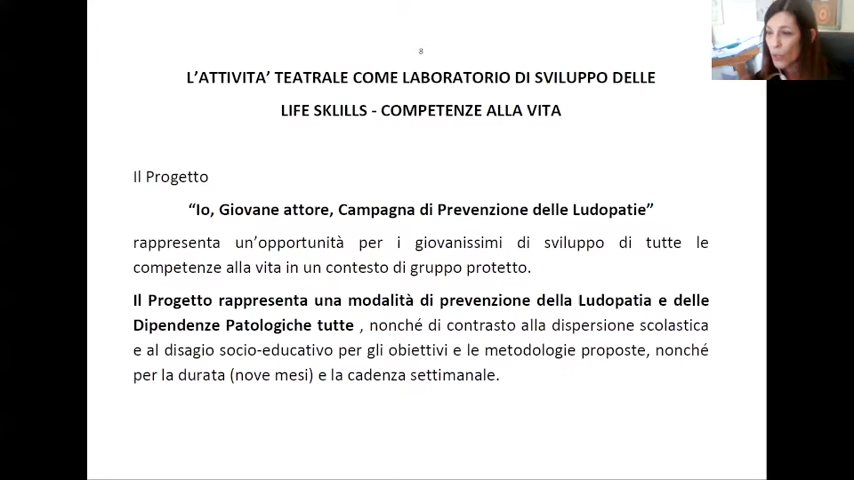 8
L’ATTIVITA’ TEATRALE COME LABORATORIO DI SVILUPPO DELLE
LIFE SKLILLS - COMPETENZE ALLA VITA
Il Progetto
“Io, Giovane attore, Campagna di Prevenzione delle Ludopatie”
rappresenta un’opportunità per i giovanissimi di sviluppo di tutte le
competenze alla vita in un contesto di gruppo protetto.
Il Progetto rappresenta una modalità di prevenzione della Ludopatia e delle
Dipendenze Patologiche tutte , nonché di contrasto alla dispersione scolastica
e al disagio socio-educativo per gli obiettivi e le metodologie proposte, nonché
per la durata (nove mesi) e la cadenza settimanale.